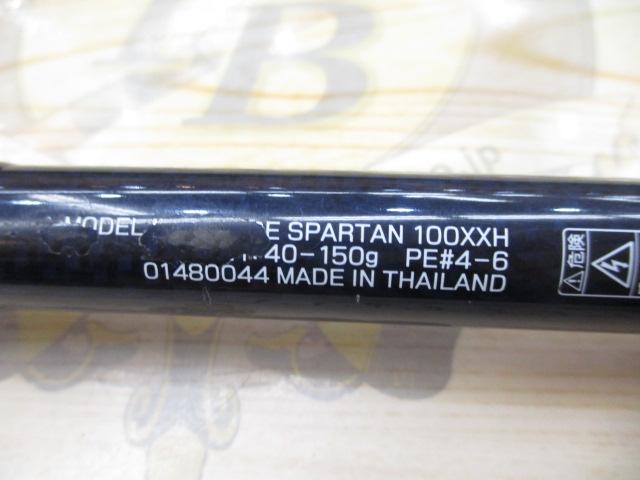 MODEL
SPARTAN 100XXH
40-150g PE#4-6
01480044 MADE IN THAILAND
危険
B